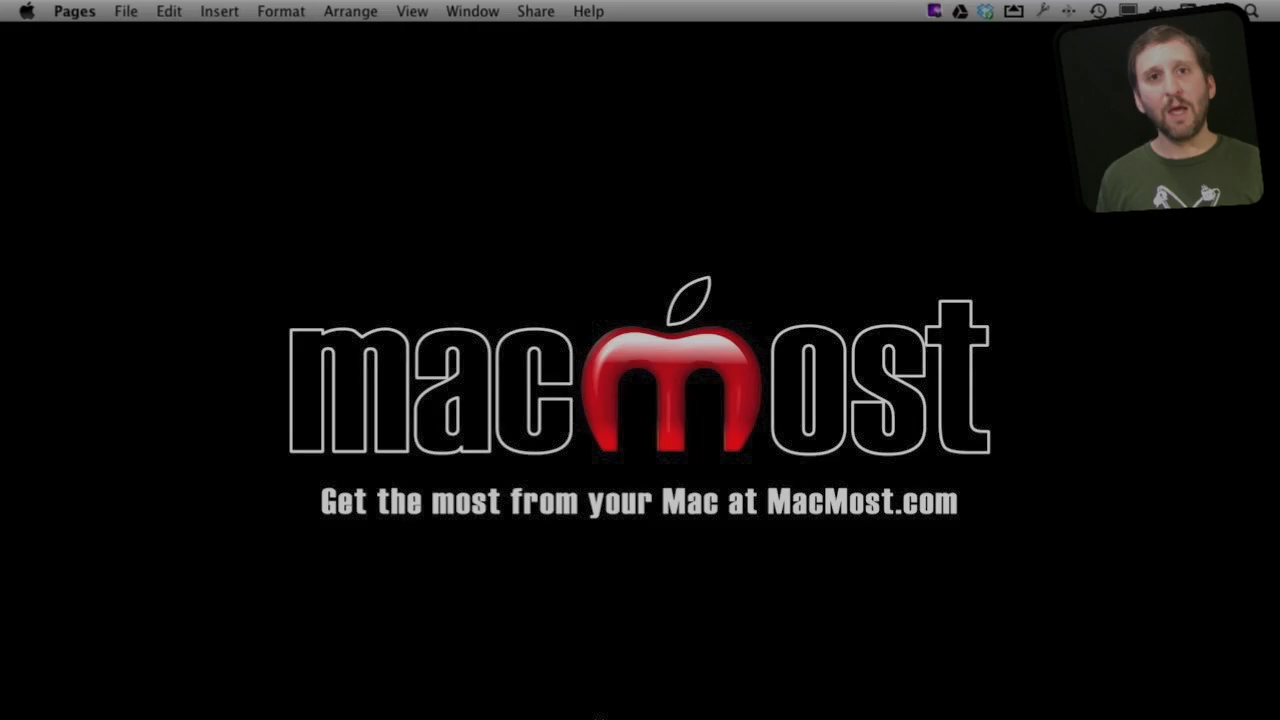 Pages File Edit Insert Format Arrange View Window Share Help
macmost
Get the most from your Mac at MacMost.com